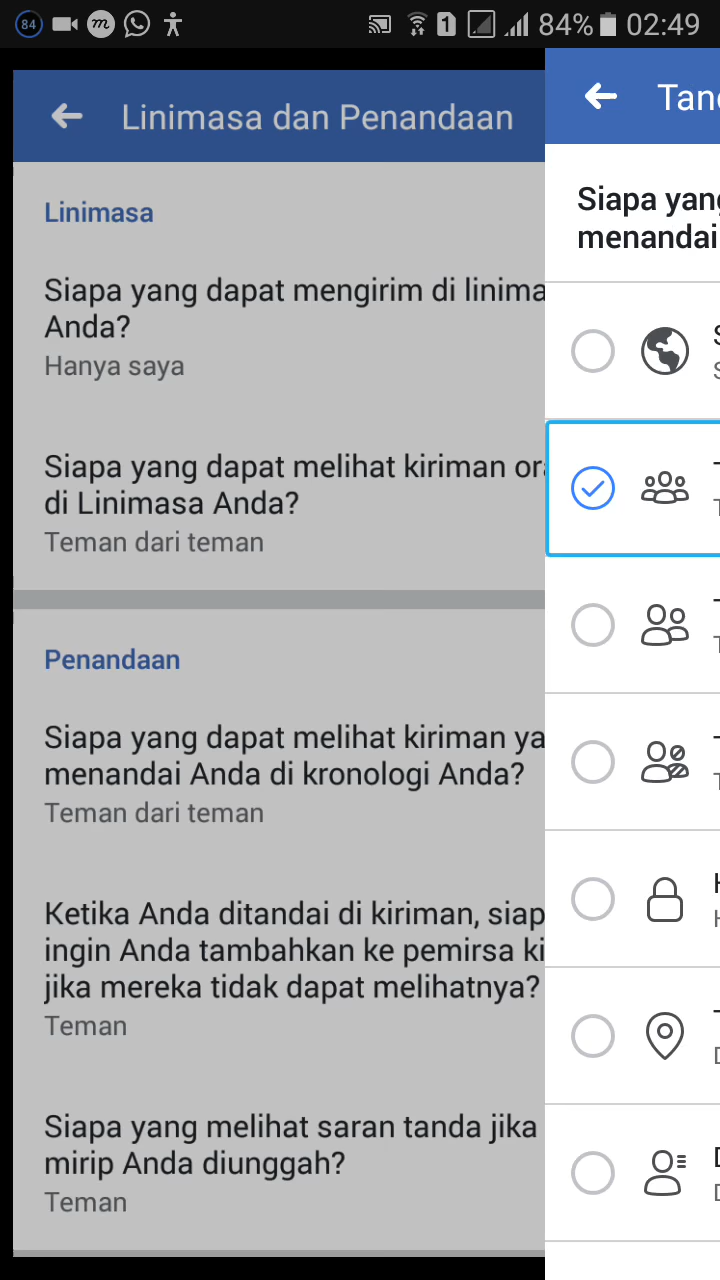 84
m
1
84%
02:49
Linimasa dan Penandaan
Linimasa
Siapa yang dapat mengirim di linima
Anda?
Hanya saya
Siapa yang dapat melihat kiriman ora
di Linimasa Anda?
Teman dari teman
Penandaan
Siapa yang dapat melihat kiriman ya
menandai Anda di kronologi Anda?
Teman dari teman
Ketika Anda ditandai di kiriman, siap
ingin Anda tambahkan ke pemirsa ki
jika mereka tidak dapat melihatnya?
Teman
Siapa yang melihat saran tanda jika
mirip Anda diunggah?
Teman
Siapa yang
menandai